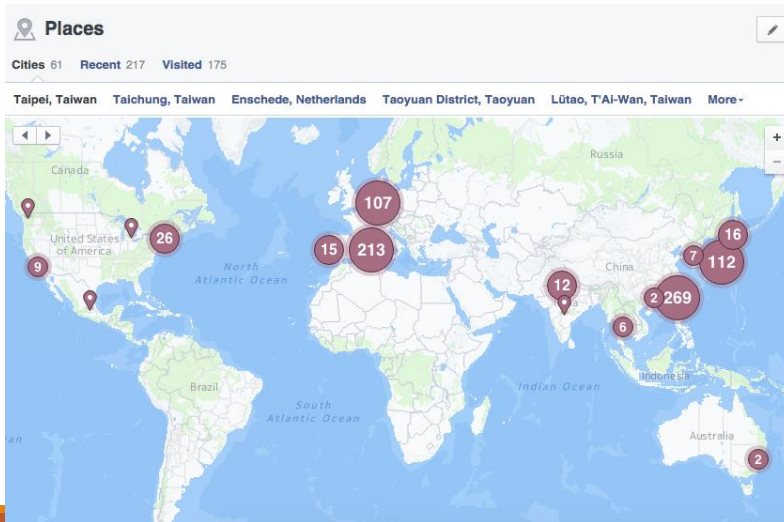 Places
Cities 61 Recent 217 Visited 175
Taipei, Taiwan Taichung, Taiwan Enschede, Netherlands Taoyuan District, Taoyuan Lütao, T'Ai-Wan, Taiwan More
+
−
Russia
Canada
107
United States
of America
26
15
213
16
7
112
9
North
Atlantic Ocean
China
12
2
269
6
Brazil
Indian Ocean
Indonesia
South
Atlantic Ocean
Australia
2